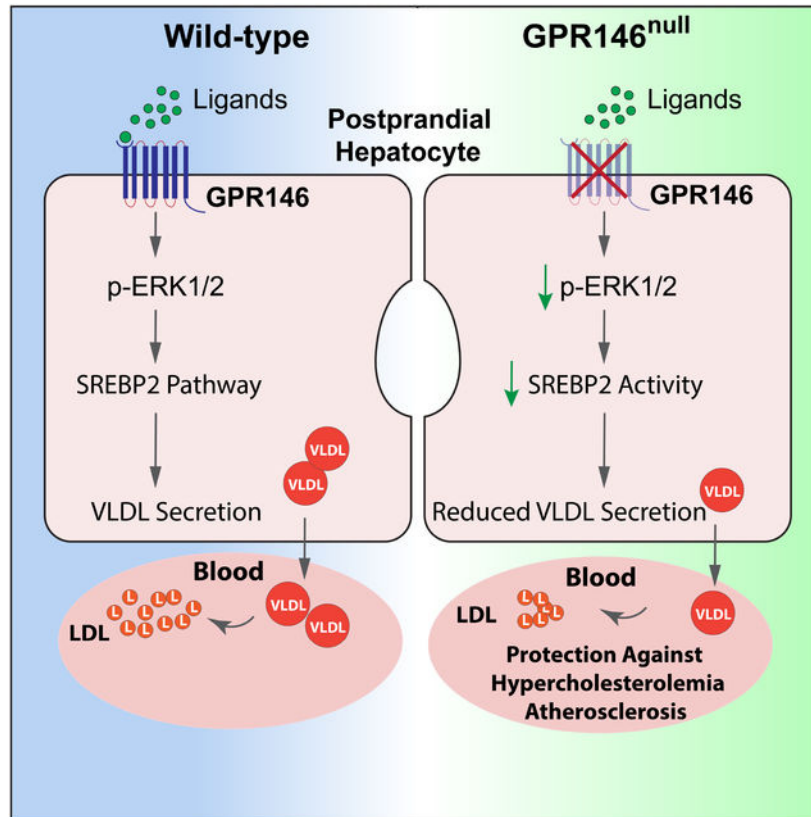 Wild-type
GPR146null
Ligands
Ligands
Postprandial
Hepatocyte
GPR146
GPR146
p-ERK1/2
p-ERK1/2
SREBP2 Pathway
SREBP2 Activity
VLDL
VLDL
VLDL
VLDL Secretion
Reduced VLDL Secretion
Blood
Blood
L L L L L L L L L L
LDL
VLDL
VLDL
L L L L L
LDL
VLDL
Protection Against
Hypercholesterolemia
Atherosclerosis